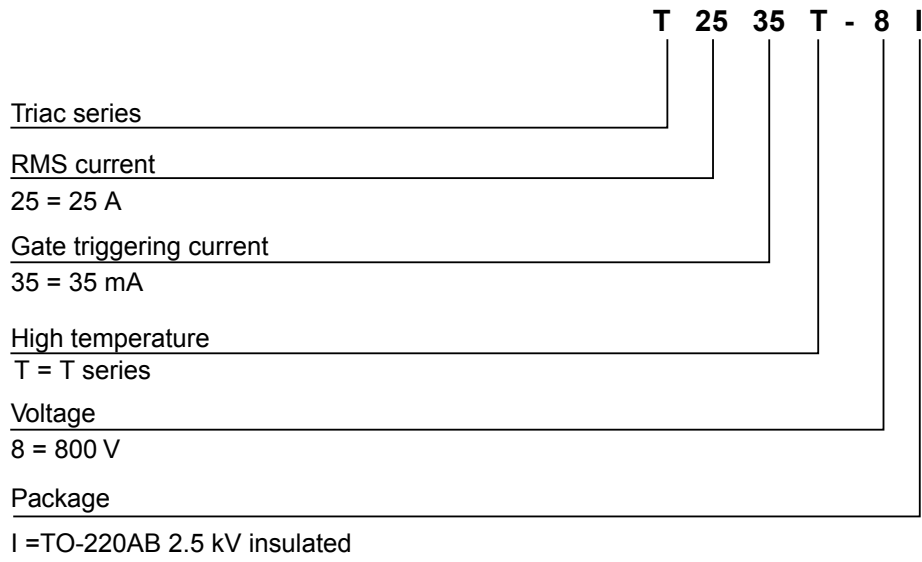 T 25 35 T - 8 I
Triac series
RMS current
25 = 25 A
Gate triggering current
35 = 35 mA
High temperature
T = T series
Voltage
8 = 800 V
Package
I =TO-220AB 2.5 kV insulated